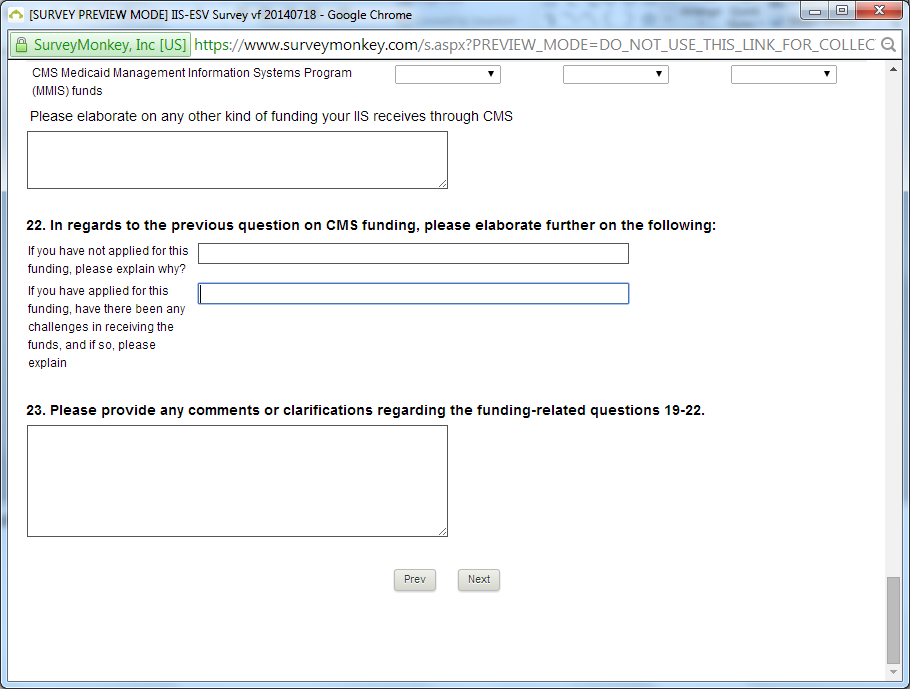 [SURVEY PREVIEW MODE] IIS-ESV Survey vf 20140718 - Google Chrome
SurveyMonkey, Inc [US] https://www.surveymonkey.com/s.aspx?PREVIEW_MODE=DO_NOT_USE_THIS_LINK_FOR_COLLEC
CMS Medicaid Management Information Systems Program
(MMIS) funds
Please elaborate on any other kind of funding your IIS receives through CMS
22. In regards to the previous question on CMS funding, please elaborate further on the following:
If you have not applied for this
funding, please explain why?
If you have applied for this
funding, have there been any
challenges in receiving the
funds, and if so, please
explain
23. Please provide any comments or clarifications regarding the funding-related questions 19-22.
Prev Next